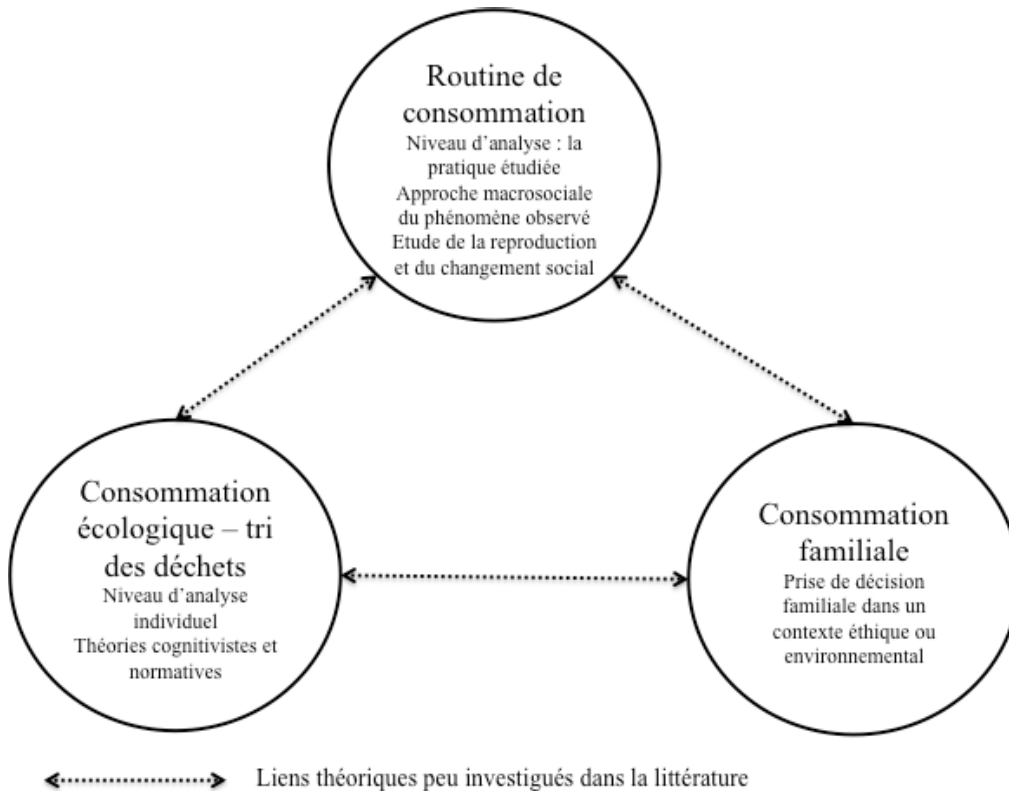 Routine de
consommation
Niveau d'analyse : la
pratique étudiée
Approche macrosociale
du phénomène observé
Etude de la reproduction
et du changement social
Consommation
écologique – tri
des déchets
Niveau d'analyse
individuel
Théories cognitivistes et
normatives
Consommation
familiale
Prise de décision
familiale dans un
contexte éthique ou
environnemental
Liens théoriques peu investigués dans la littérature